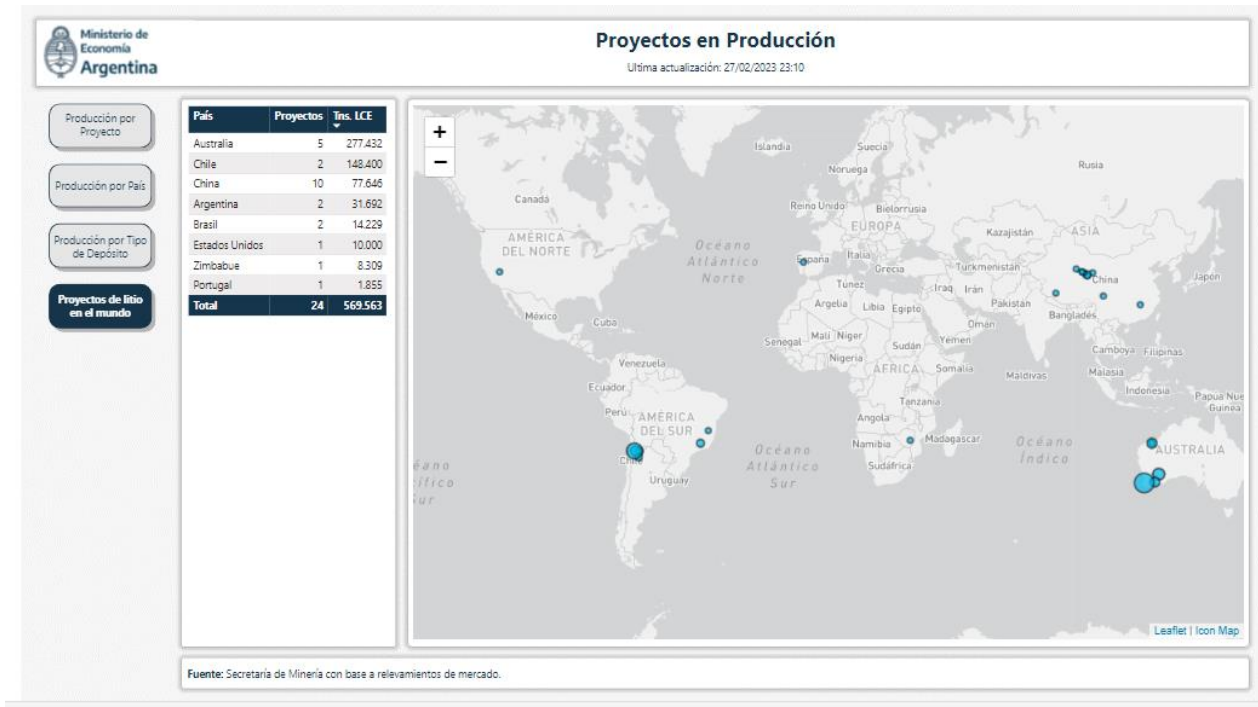 Ministerio de
Economía
Argentina
Proyectos en Producción
Ultima actualización: 27/02/2023 23:10
Producción por
Proyecto
Producción por País
Producción por Tipo
de Depósito
Proyectos de litio
en el mundo
País Proyectos Tns. LCE
Australia 5 277.432
Chile 2 148.400
China 10 77.646
Argentina 2 31.692
Brasil 2 14.229
Estados Unidos 1 10.000
Zimbabue 1 8.309
Portugal 1 1.855
Total 24 569.563
+
−
Islandia
Suecia
Noruega
Rusia
Canadá
Reino Unido
Bielorrusia
EUROPA
Kazajistán
ASIA
AMÉRICA
DEL NORTE
Océano
Atlántico
Norte
España
Italia
Grecia
Turkmenistán
China
Japón
Túnez
Iraq
Irán
México
Cuba
Argelia
Libia
Egipto
Pakistán
Bangladés
Omán
Senegal
Malí
Níger
Sudán
Yemen
Camboya
Filipinas
Venezuela
Nigeria
ÁFRICA
Somalia
Maldivas
Malasia
Ecuador
Indonesia
Papua Nue
Guinea
Perú
AMÉRICA
DEL SUR
Tanzania
Angola
Namibia
Madagascar
Océano
Índico
AUSTRALIA
Océano
Atlántico
Sur
éano
cífico
Sur
Chile
Sudáfrica
Uruguay
Leaflet | Icon Map
Fuente: Secretaría de Minería con base a relevamientos de mercado.